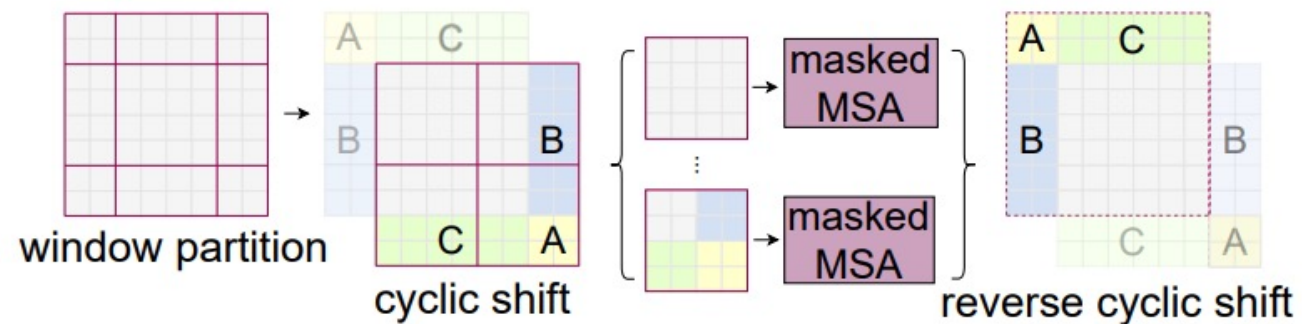 window partition
A C
B
B
C A
cyclic shift
masked
MSA
⋮
masked
MSA
A C
B
B
C A
reverse cyclic shift